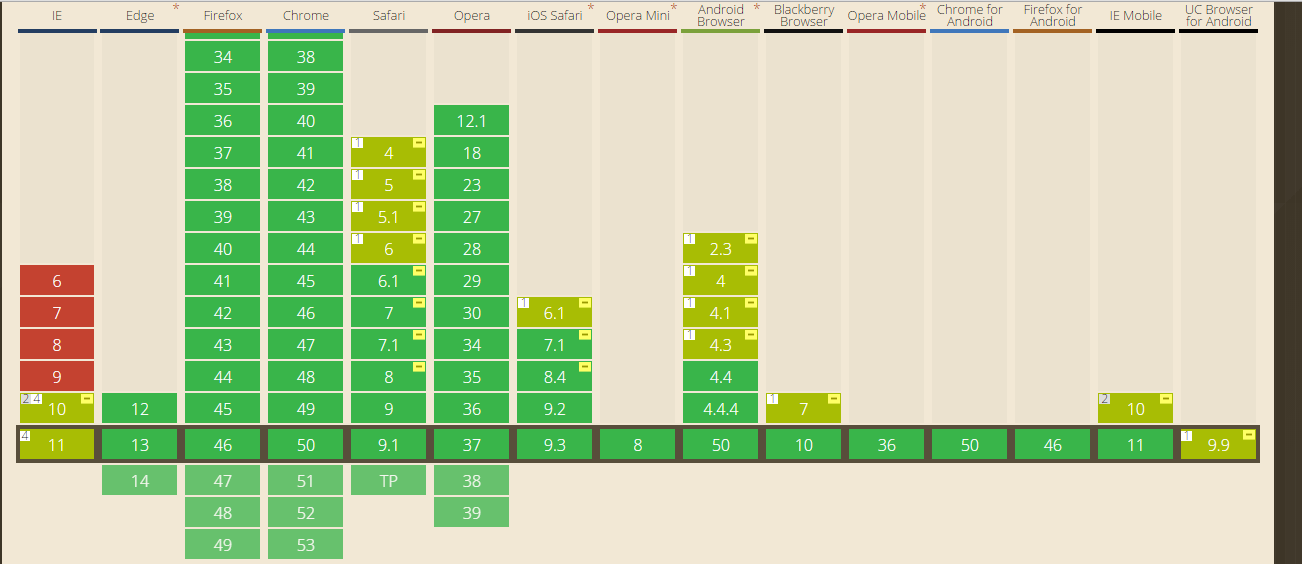 IE Edge * Firefox Chrome Safari Opera iOS Safari * Opera Mini * Android Browser * Blackberry Browser Opera Mobile * Chrome for Android Firefox for Android IE Mobile UC Browser for Android
34 38
35 39
36 40 12.1
37 41 1 4 - 18
38 42 1 5 - 23
39 43 1 5.1 - 27
40 44 1 6 - 28 1 2.3 -
6 41 45 6.1 - 29 1 4 -
7 42 46 7 - 30 1 6.1 - 1 4.1 -
8 43 47 7.1 - 34 7.1 - 1 4.3 -
9 44 48 8 - 35 8.4 - 4.4
2 4 10 - 12 45 49 9 36 9.2 4.4.4 1 7 - 2 10 -
4 11 13 46 50 9.1 37 9.3 8 50 10 36 50 46 11 1 9.9 -
14 47 51 TP 38
48 52 39
49 53